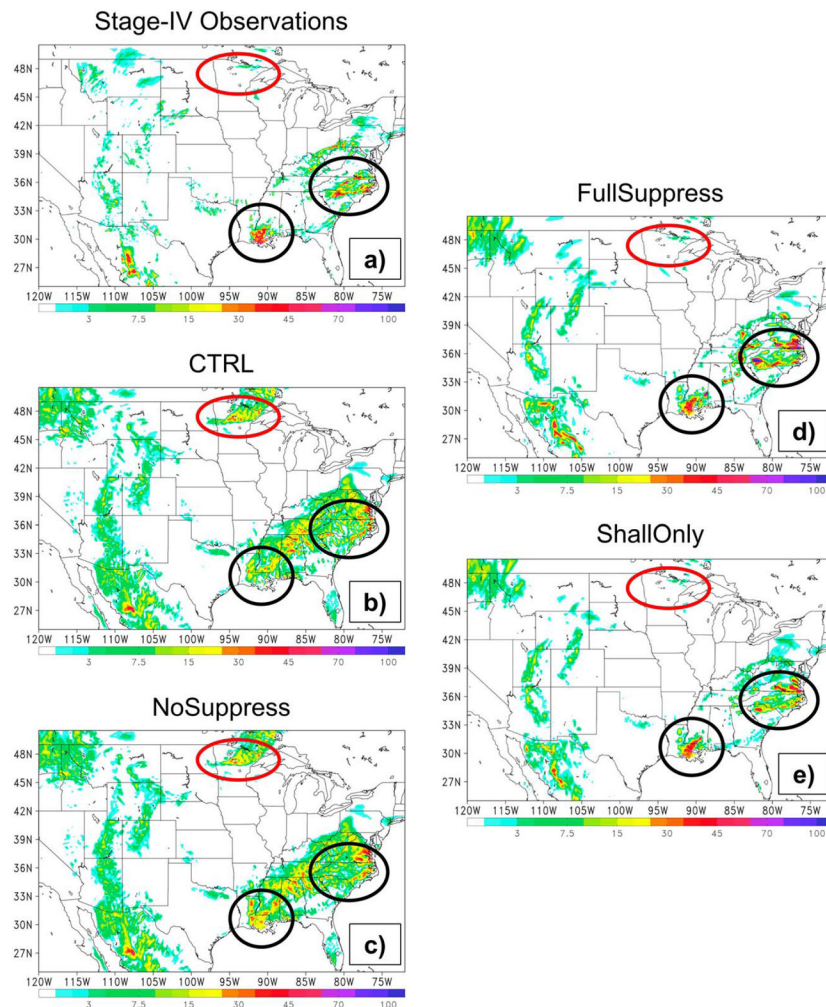 Stage-IV Observations
48N
45N
42N
39N
36N
33N
30N
27N
a)
120W 115W 110W 105W 100W 95W 90W 85W 80W 75W
3 7.5 15 30 45 70 100
CTRL
48N
45N
42N
39N
36N
33N
30N
27N
b)
120W 115W 110W 105W 100W 95W 90W 85W 80W 75W
3 7.5 15 30 45 70 100
NoSuppress
48N
45N
42N
39N
36N
33N
30N
27N
c)
120W 115W 110W 105W 100W 95W 90W 85W 80W 75W
3 7.5 15 30 45 70 100
FullSuppress
48N
45N
42N
39N
36N
33N
30N
27N
d)
120W 115W 110W 105W 100W 95W 90W 85W 80W 75W
3 7.5 15 30 45 70 100
ShallOnly
48N
45N
42N
39N
36N
33N
30N
27N
e)
120W 115W 110W 105W 100W 95W 90W 85W 80W 75W
3 7.5 15 30 45 70 100